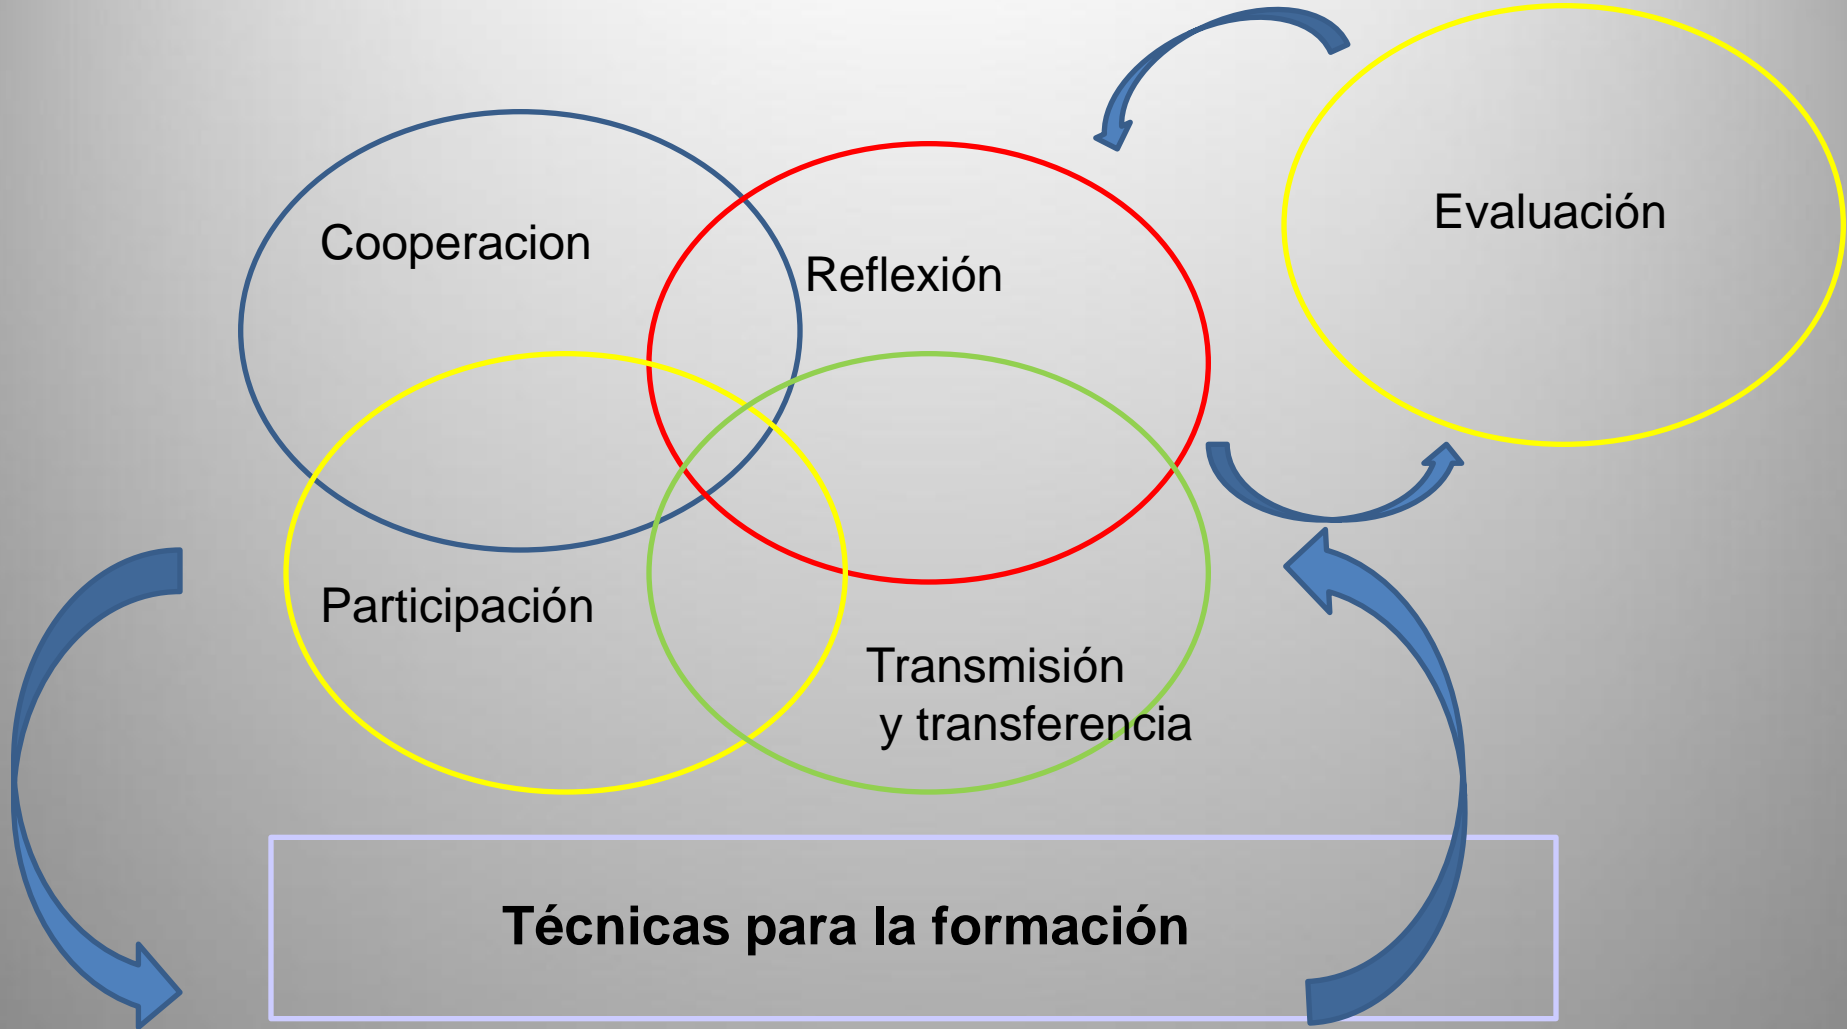 Cooperacion
Reflexión
Evaluación
Participación
Transmisión
y transferencia
Técnicas para la formación